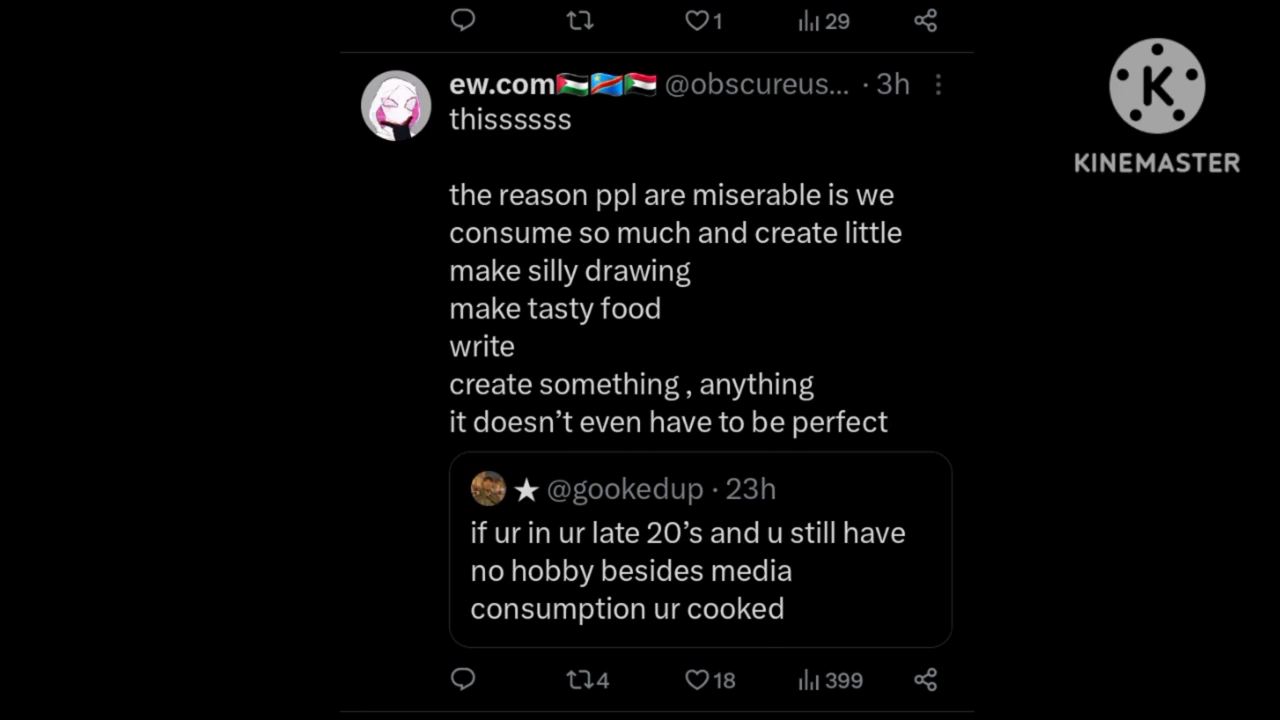 1 29
ew.com🇵🇸🇨🇩🇸🇩 @obscureus... · 3h
thissssss
the reason ppl are miserable is we
consume so much and create little
make silly drawing
make tasty food
write
create something , anything
it doesn’t even have to be perfect
★ @gookedup · 23h
if ur in ur late 20’s and u still have
no hobby besides media
consumption ur cooked
4 18 399
K
KINEMASTER